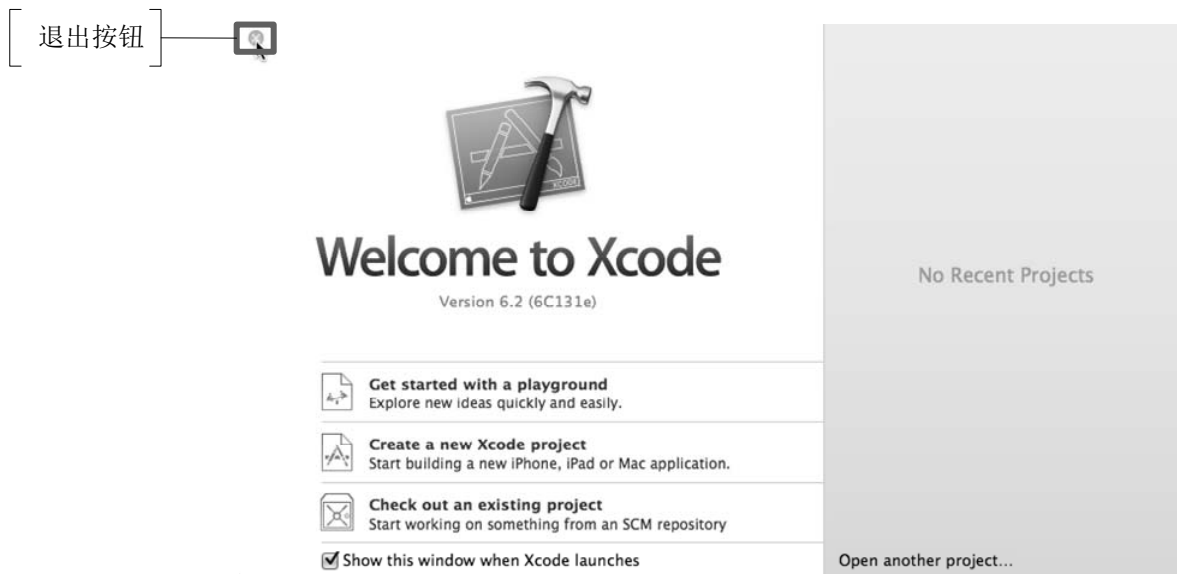 退出按钮
XCODE
Welcome to Xcode
Version 6.2 (6C131e)
No Recent Projects
Get started with a playground
Explore new ideas quickly and easily.
Create a new Xcode project
Start building a new iPhone, iPad or Mac application.
Check out an existing project
Start working on something from an SCM repository
Show this window when Xcode launches
Open another project...